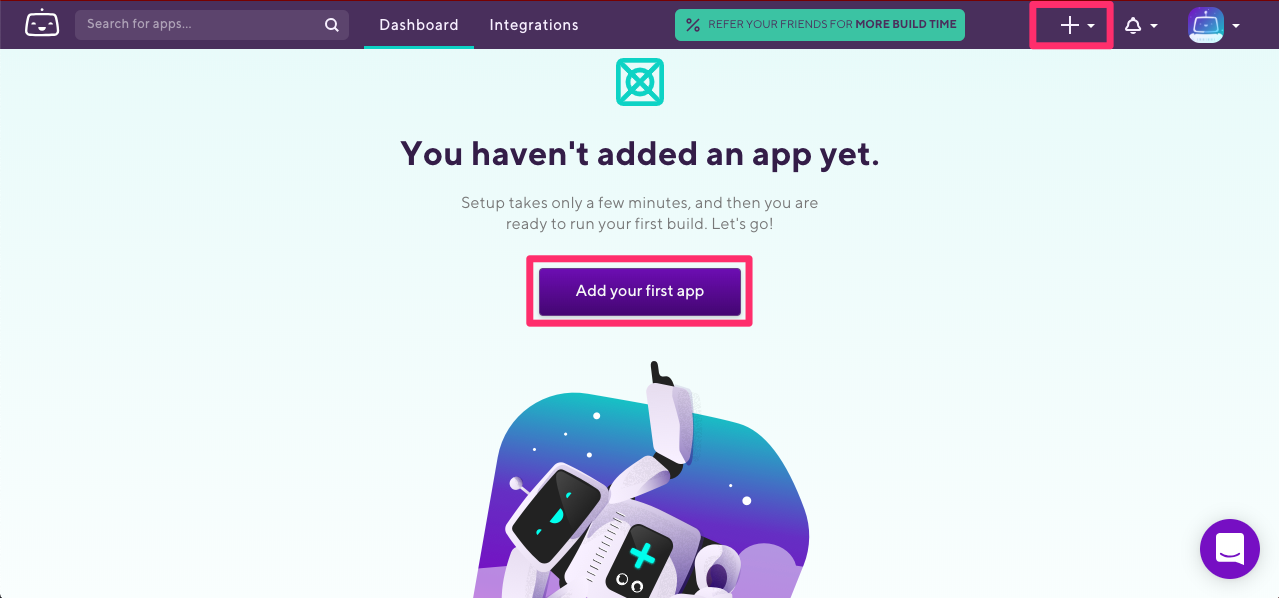 Search for apps...
Dashboard
Integrations
REFER YOUR FRIENDS FOR MORE BUILD TIME
You haven't added an app yet.
Setup takes only a few minutes, and then you are
ready to run your first build. Let's go!
Add your first app